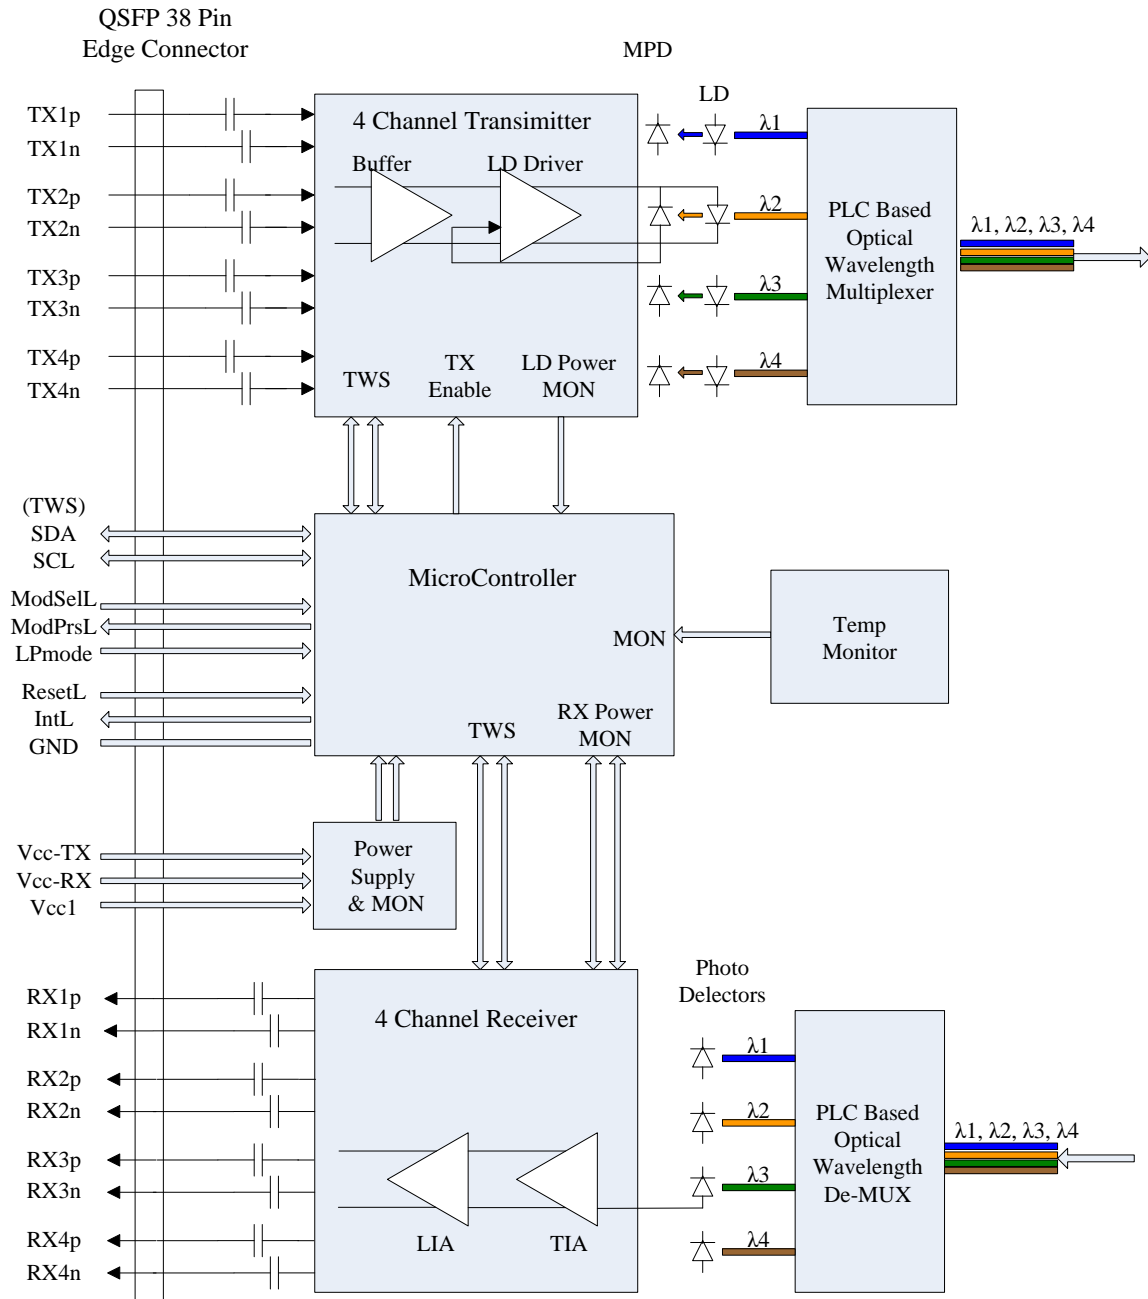 QSFP 38 Pin
Edge Connector
MPD
LD
TX1p
TX1n
TX2p
TX2n
TX3p
TX3n
TX4p
TX4n
4 Channel Transimitter
Buffer
LD Driver
TWS
TX
Enable
LD Power
MON
λ1
λ2
λ3
λ4
PLC Based
Optical
Wavelength
Multiplexer
λ1, λ2, λ3, λ4
(TWS)
SDA
SCL
ModSelL
ModPrsL
LPmode
ResetL
IntL
GND
MicroController
MON
TWS
RX Power
MON
Temp
Monitor
Vcc-TX
Vcc-RX
Vcc1
Power
Supply
& MON
RX1p
RX1n
RX2p
RX2n
RX3p
RX3n
RX4p
RX4n
4 Channel Receiver
LIA
TIA
Photo
Delectors
λ1
λ2
λ3
λ4
PLC Based
Optical
Wavelength
De-MUX
λ1, λ2, λ3, λ4